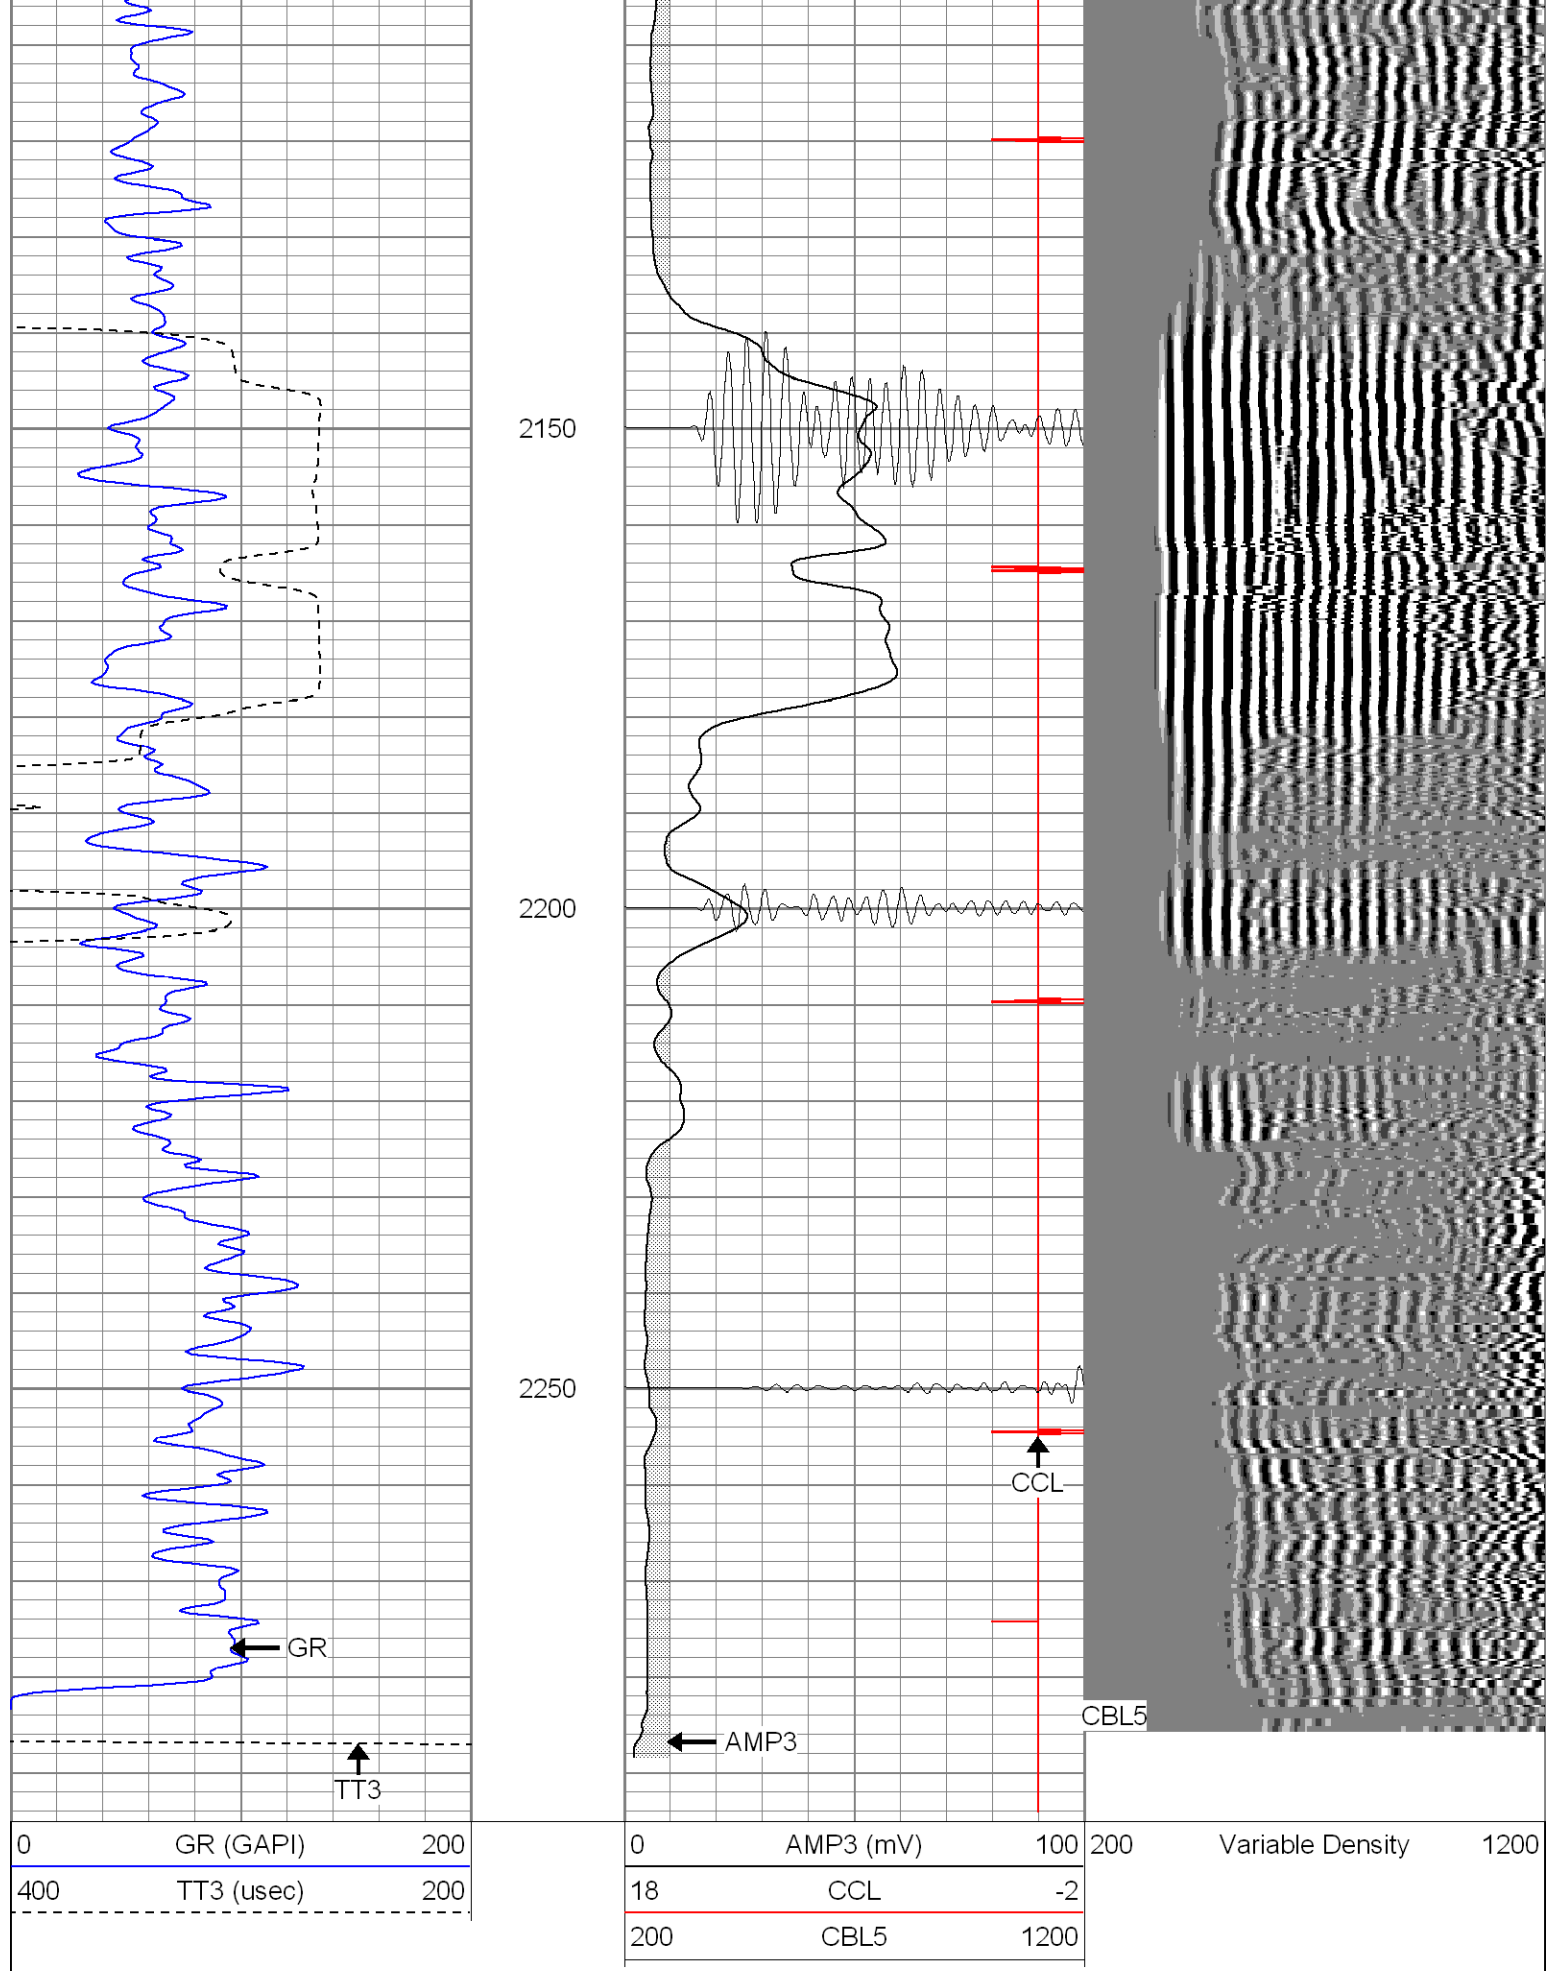 2150
2200
2250
CCL
GR
CBL5
AMP3
TT3
0 GR (GAPI) 200
400 TT3 (usec) 200
0 AMP3 (mV) 100
18 CCL -2
200 CBL5 1200
200 Variable Density 1200